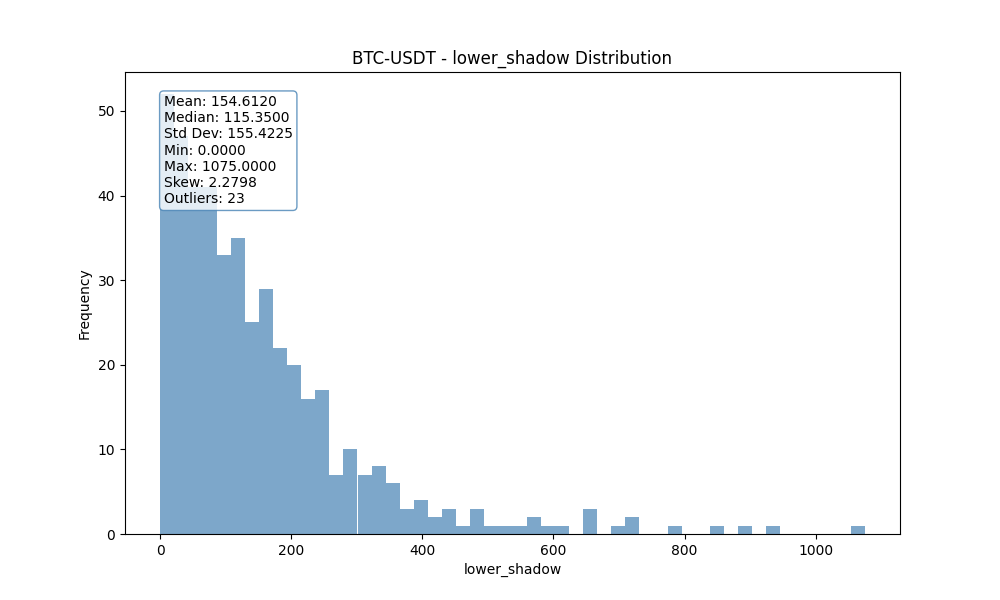 BTC-USDT - lower_shadow Distribution
Mean: 154.6120
Median: 115.3500
Std Dev: 155.4225
Min: 0.0000
Max: 1075.0000
Skew: 2.2798
Outliers: 23
50
40
30
20
10
0
Frequency
0 200 400 600 800 1000
lower_shadow